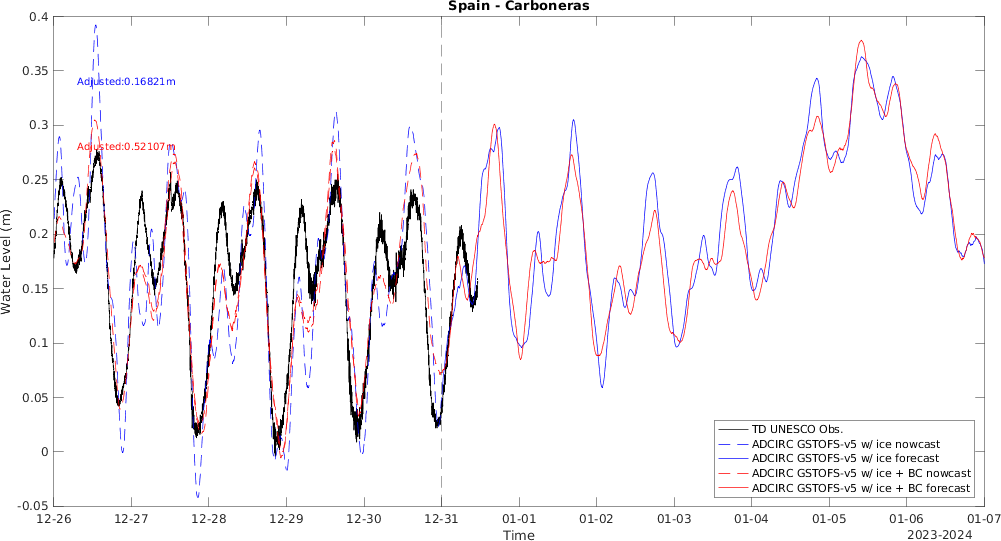 Spain - Carboneras
0.4
0.35
0.3
0.25
0.2
0.15
0.1
0.05
0
-0.05
Water Level (m)
Adjusted:0.16821m
Adjusted:0.52107m
TD UNESCO Obs.
ADCIRC GSTOFS-v5 w/ ice nowcast
ADCIRC GSTOFS-v5 w/ ice forecast
ADCIRC GSTOFS-v5 w/ ice + BC nowcast
ADCIRC GSTOFS-v5 w/ ice + BC forecast
12-26 12-27 12-28 12-29 12-30 12-31 01-01 01-02 01-03 01-04 01-05 01-06 01-07
Time
2023-2024